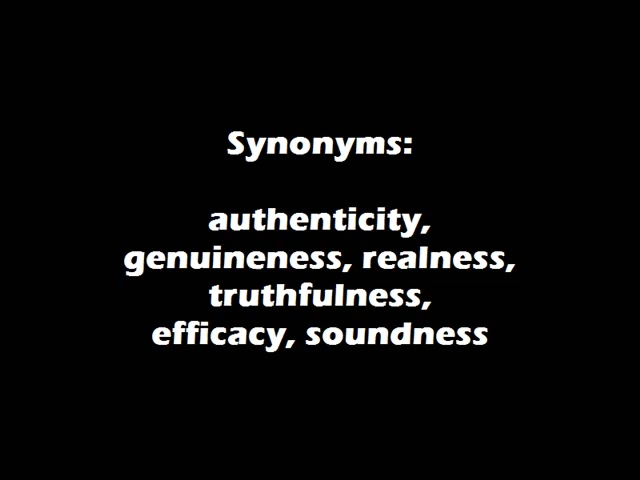 Synonyms:
authenticity,
genuineness, realness,
truthfulness,
efficacy, soundness